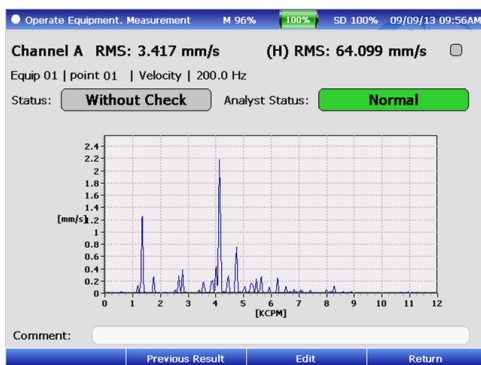 Operate Equipment. Measurement M 96% 100% SD 100% 09/09/13 09:56AM
Channel A RMS: 3.417 mm/s (H) RMS: 64.099 mm/s
Equip 01 | point 01 | Velocity | 200.0 Hz
Status: Without Check Analyst Status: Normal
2.4
2.2
2
1.8
1.6
1.4
[mm/s]1.2
1
0.8
0.6
0.4
0.2
0
0 1 2 3 4 5 6 7 8 9 10 11 12
[KCPM]
Comment:
Previous Result Edit Return